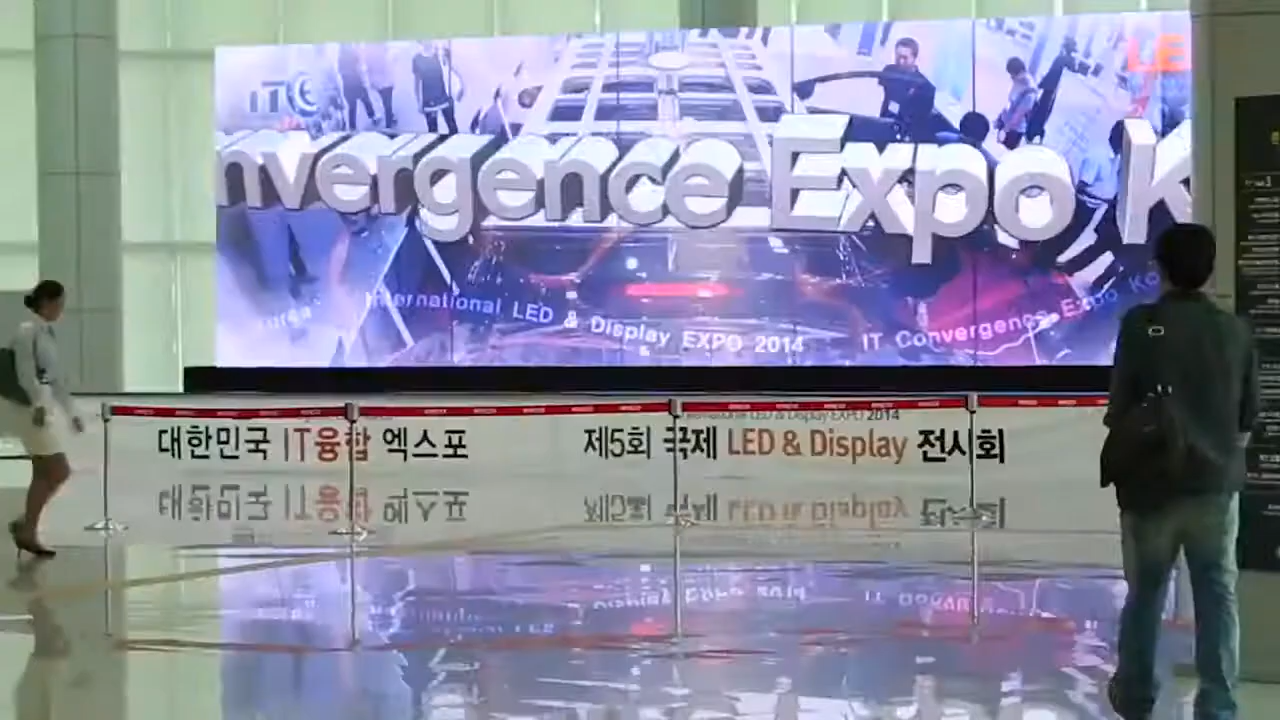 LE
nvergence Expo K
International LED & Display EXPO 2014 IT Convergence Expo Ko
International LED & Display EXPO 2014
대한민국 IT융합 엑스포 제5회 국제 LED & Display 전시회